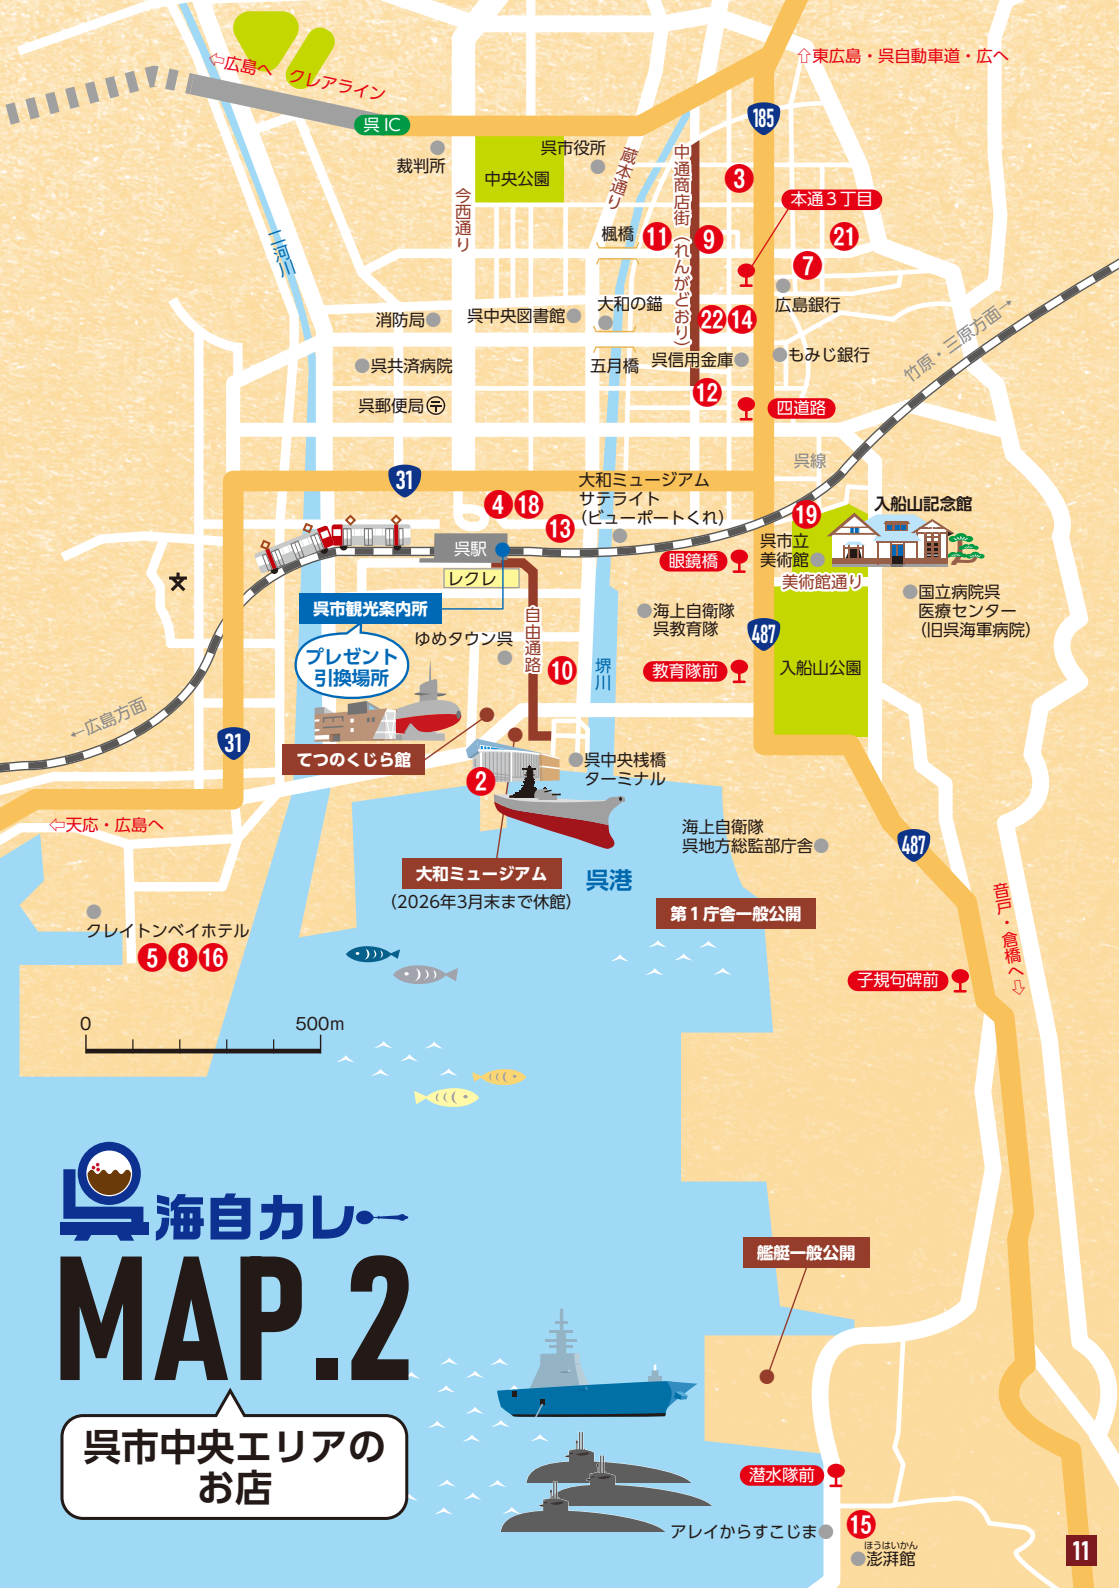 ⇦広島へ クレアライン
⇧東広島・呉自動車道・広へ
呉IC
185
裁判所
呉市役所
中央公園
蔵本通り
中通商店街(れんがどおり)
今西通り
二河川
3
本通3丁目
楓橋
11
9
21
7
広島銀行
大和の錨
呉中央図書館
消防局
22
14
呉共済病院
五月橋
呉信用金庫
もみじ銀行
竹原・三原方面→
12
呉郵便局
四道路
呉線
31
大和ミュージアム
サテライト
(ビューポートくれ)
4
18
13
19
入船山記念館
呉市立
美術館
呉駅
眼鏡橋
レクレ
美術館通り
呉市観光案内所
国立病院呉
医療センター
(旧呉海軍病院)
海上自衛隊
呉教育隊
自由通路
487
ゆめタウン呉
プレゼント
引換場所
10
堺川
教育隊前
入船山公園
←広島方面
31
てつのくじら館
呉中央桟橋
ターミナル
2
⇦天応・広島へ
海上自衛隊
呉地方総監部庁舎
487
大和ミュージアム
(2026年3月末まで休館)
呉港
音戸・倉橋へ⇨
第1庁舎一般公開
クレイトンベイホテル
5
8
16
子規句碑前
0
500m
海自カレー
MAP.2
呉市中央エリアの
お店
艦艇一般公開
潜水隊前
アレイからすこじま
15
ほうはいかん
澎湃館
11